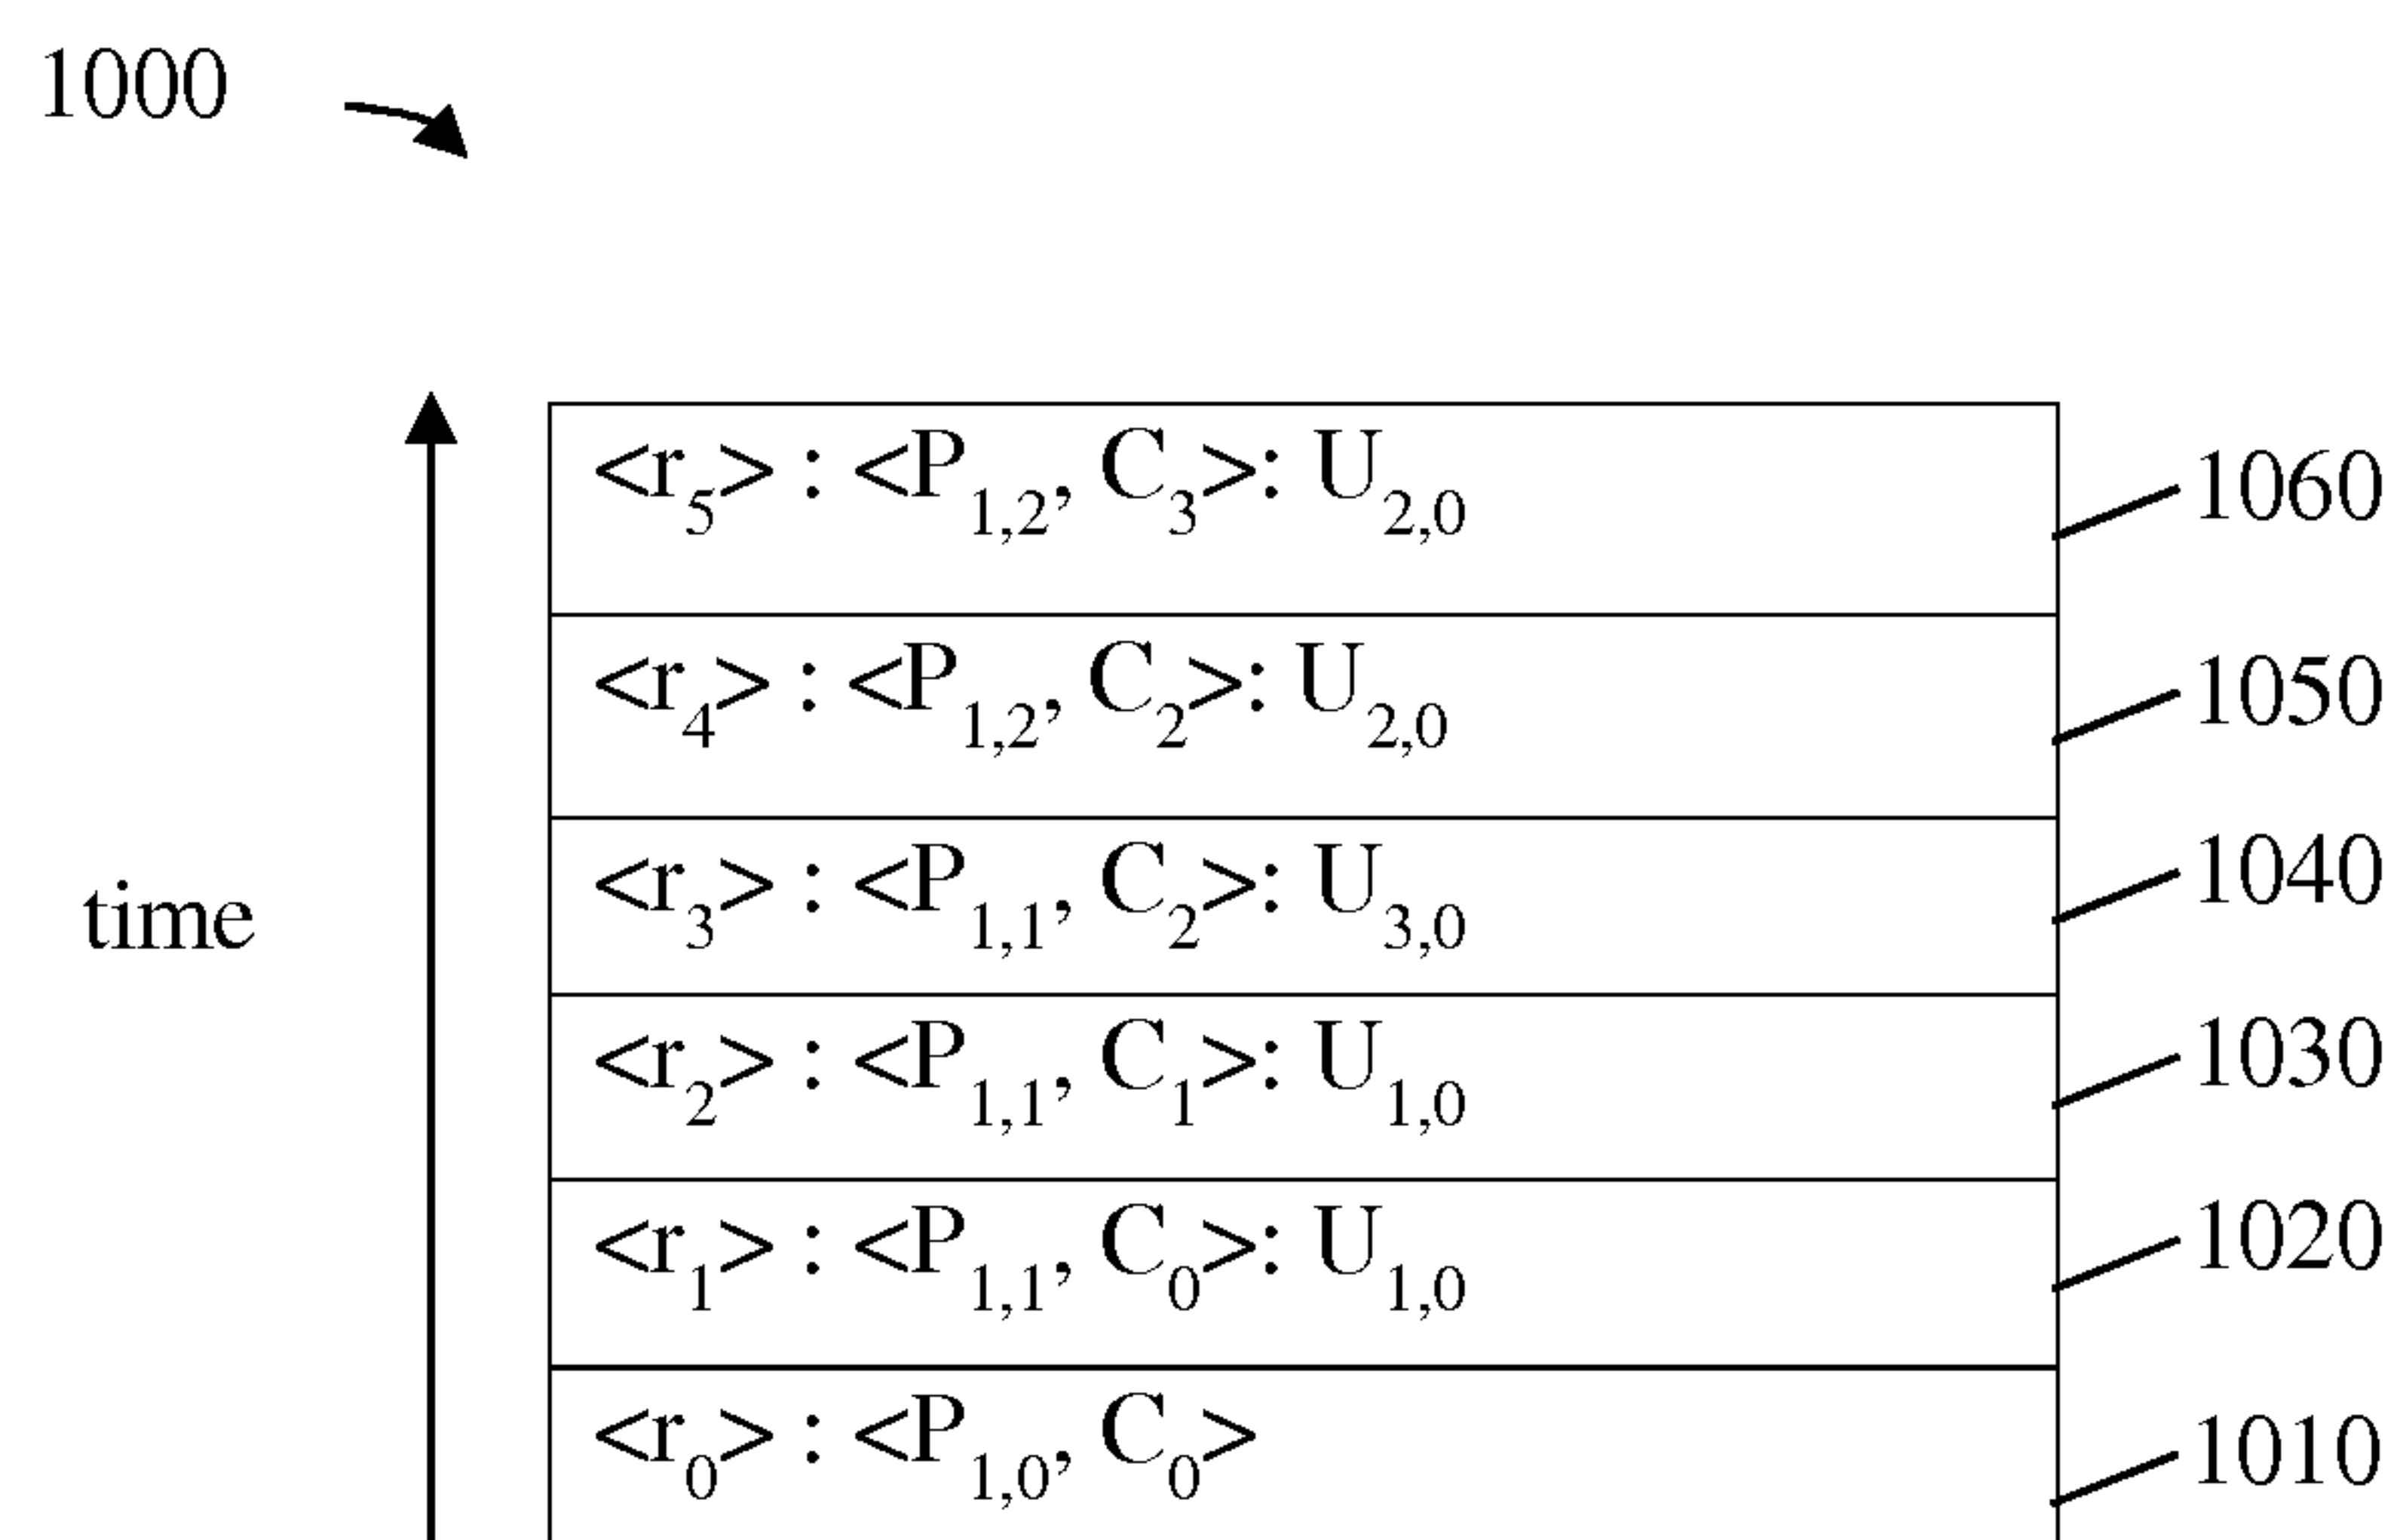 1000
<r₅> : <P₁,₂, C₃>: U₂,₀ 1060
<r₄> : <P₁,₂, C₂>: U₂,₀ 1050
<r₃> : <P₁,₁, C₂>: U₃,₀ 1040
time
<r₂> : <P₁,₁, C₁>: U₁,₀ 1030
<r₁> : <P₁,₁, C₀>: U₁,₀ 1020
<r₀> : <P₁,₀, C₀> 1010